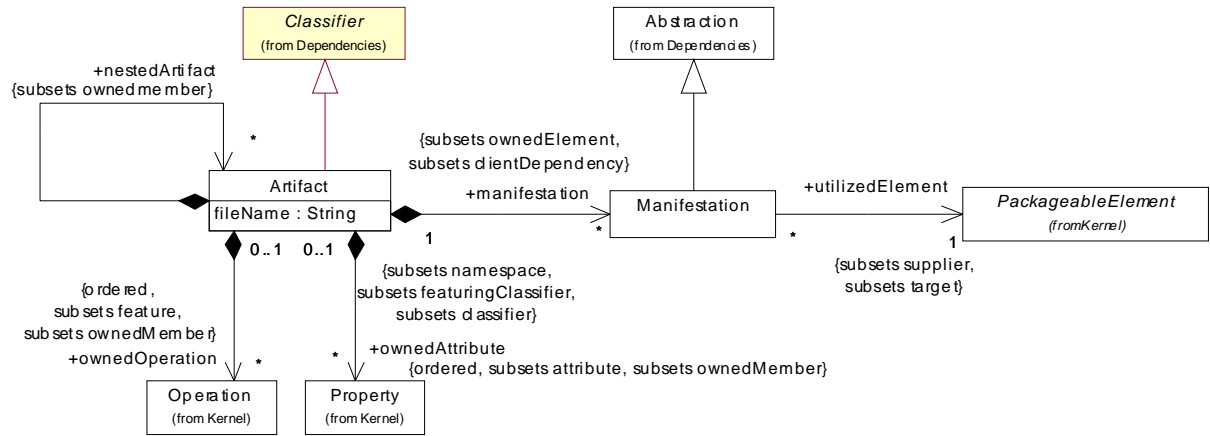 Classifier
(from Dependencies)
Abstraction
(from Dependencies)
+nestedArtifact
{subsets ownedmember}
*
{subsets ownedElement,
subsets clientDependency}
+manifestation
Artifact
fileName : String
1
*
Manifestation
+utilizedElement
*
1
PackageableElement
(fromKernel)
{subsets supplier,
subsets target}
0..1
0..1
{subsets namespace,
subsets featuringClassifier,
subsets classifier}
{ordered,
subsets feature,
subsets ownedMember}
+ownedOperation
*
*
+ownedAttribute
{ordered, subsets attribute, subsets ownedMember}
Operation
(from Kernel)
Property
(from Kernel)